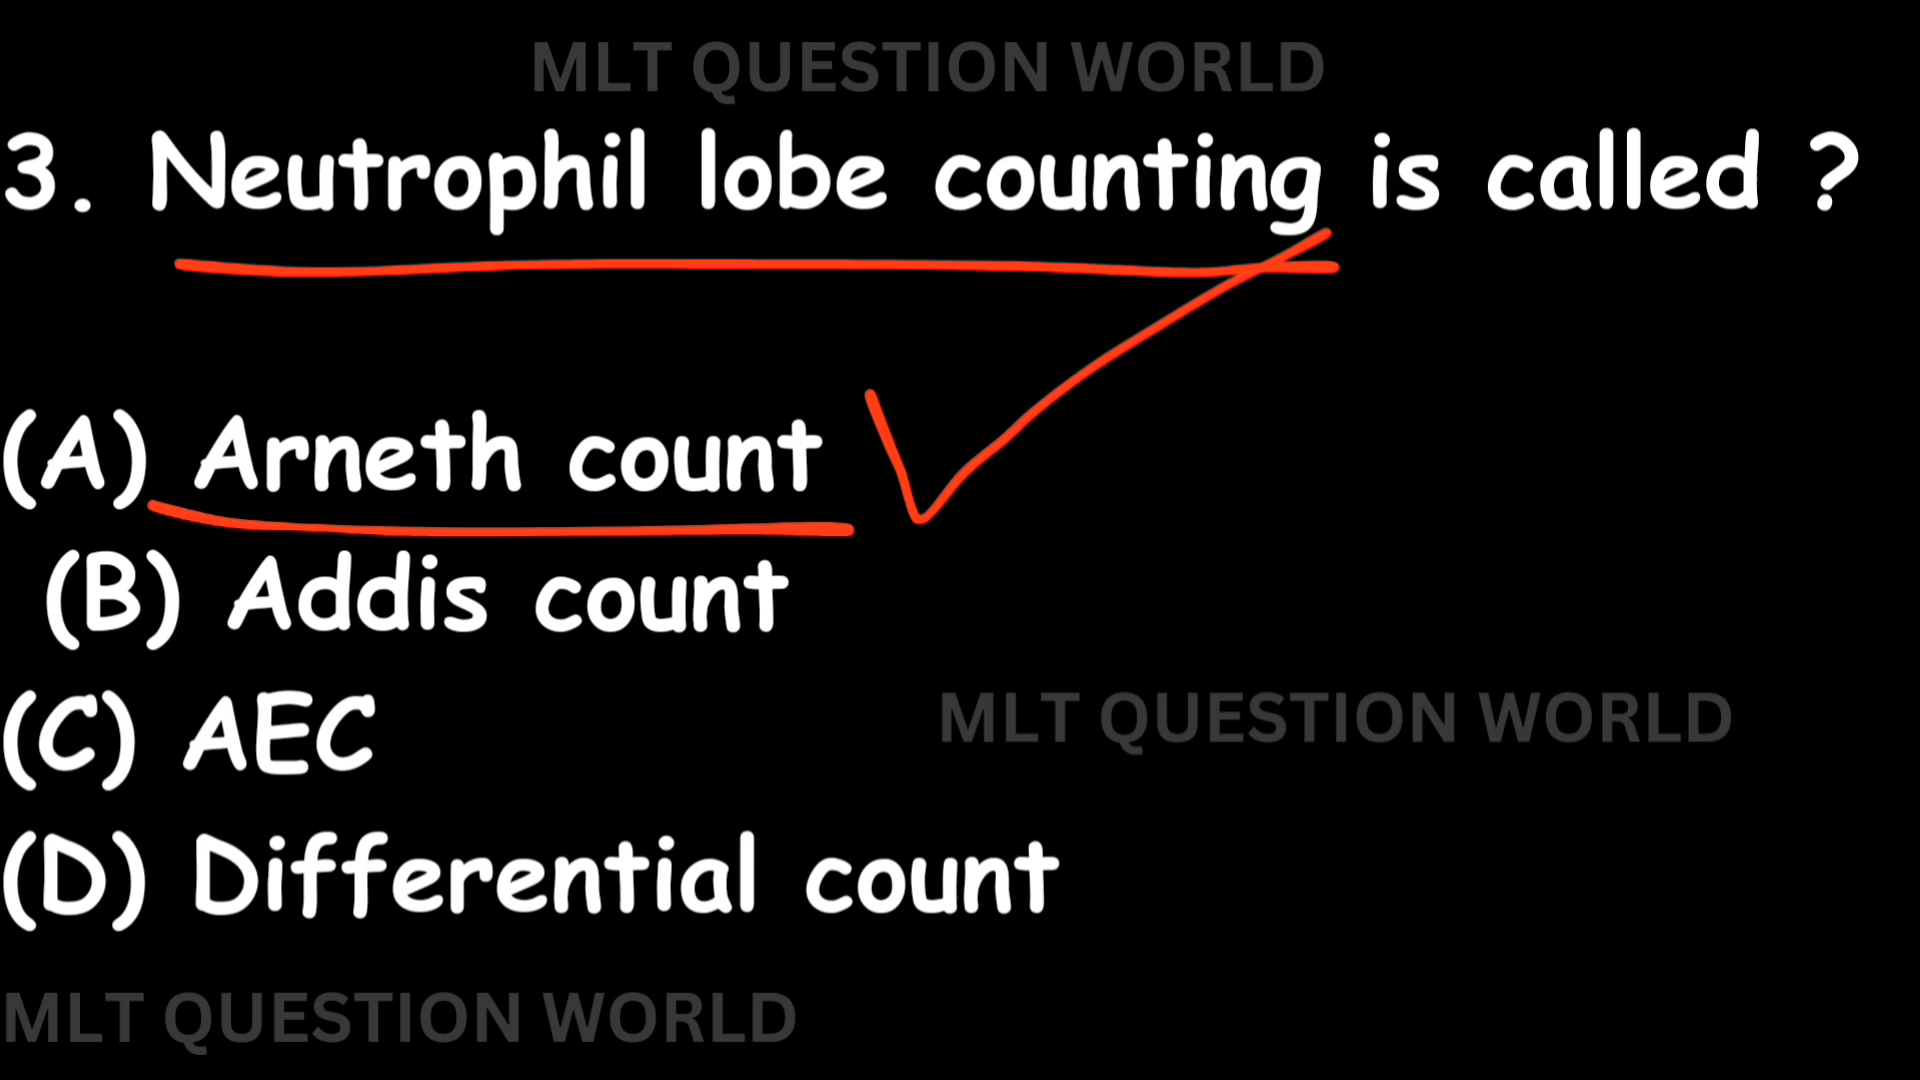 MLT QUESTION WORLD
3. Neutrophil lobe counting is called ?
(A) Arneth count
(B) Addis count
(C) AEC
MLT QUESTION WORLD
(D) Differential count
MLT QUESTION WORLD